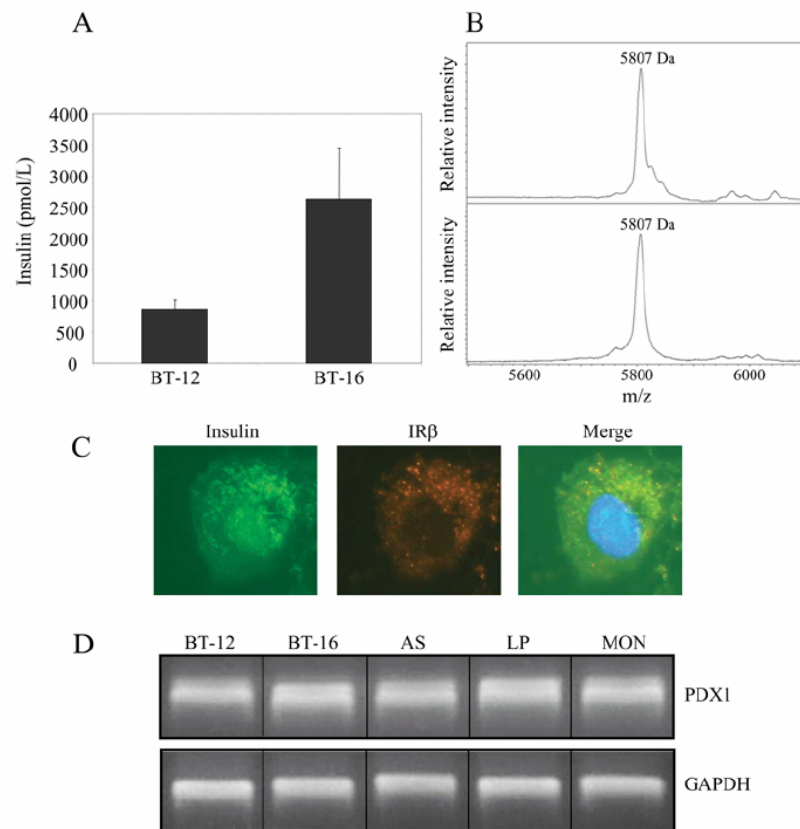 A
Insulin (pmol/L)
4000
3500
3000
2500
2000
1500
1000
500
0
BT-12 BT-16
B
Relative intensity
5807 Da
Relative intensity
5807 Da
5600 5800 6000
m/z
C
Insulin IRβ Merge
D
BT-12 BT-16 AS LP MON
PDX1
GAPDH